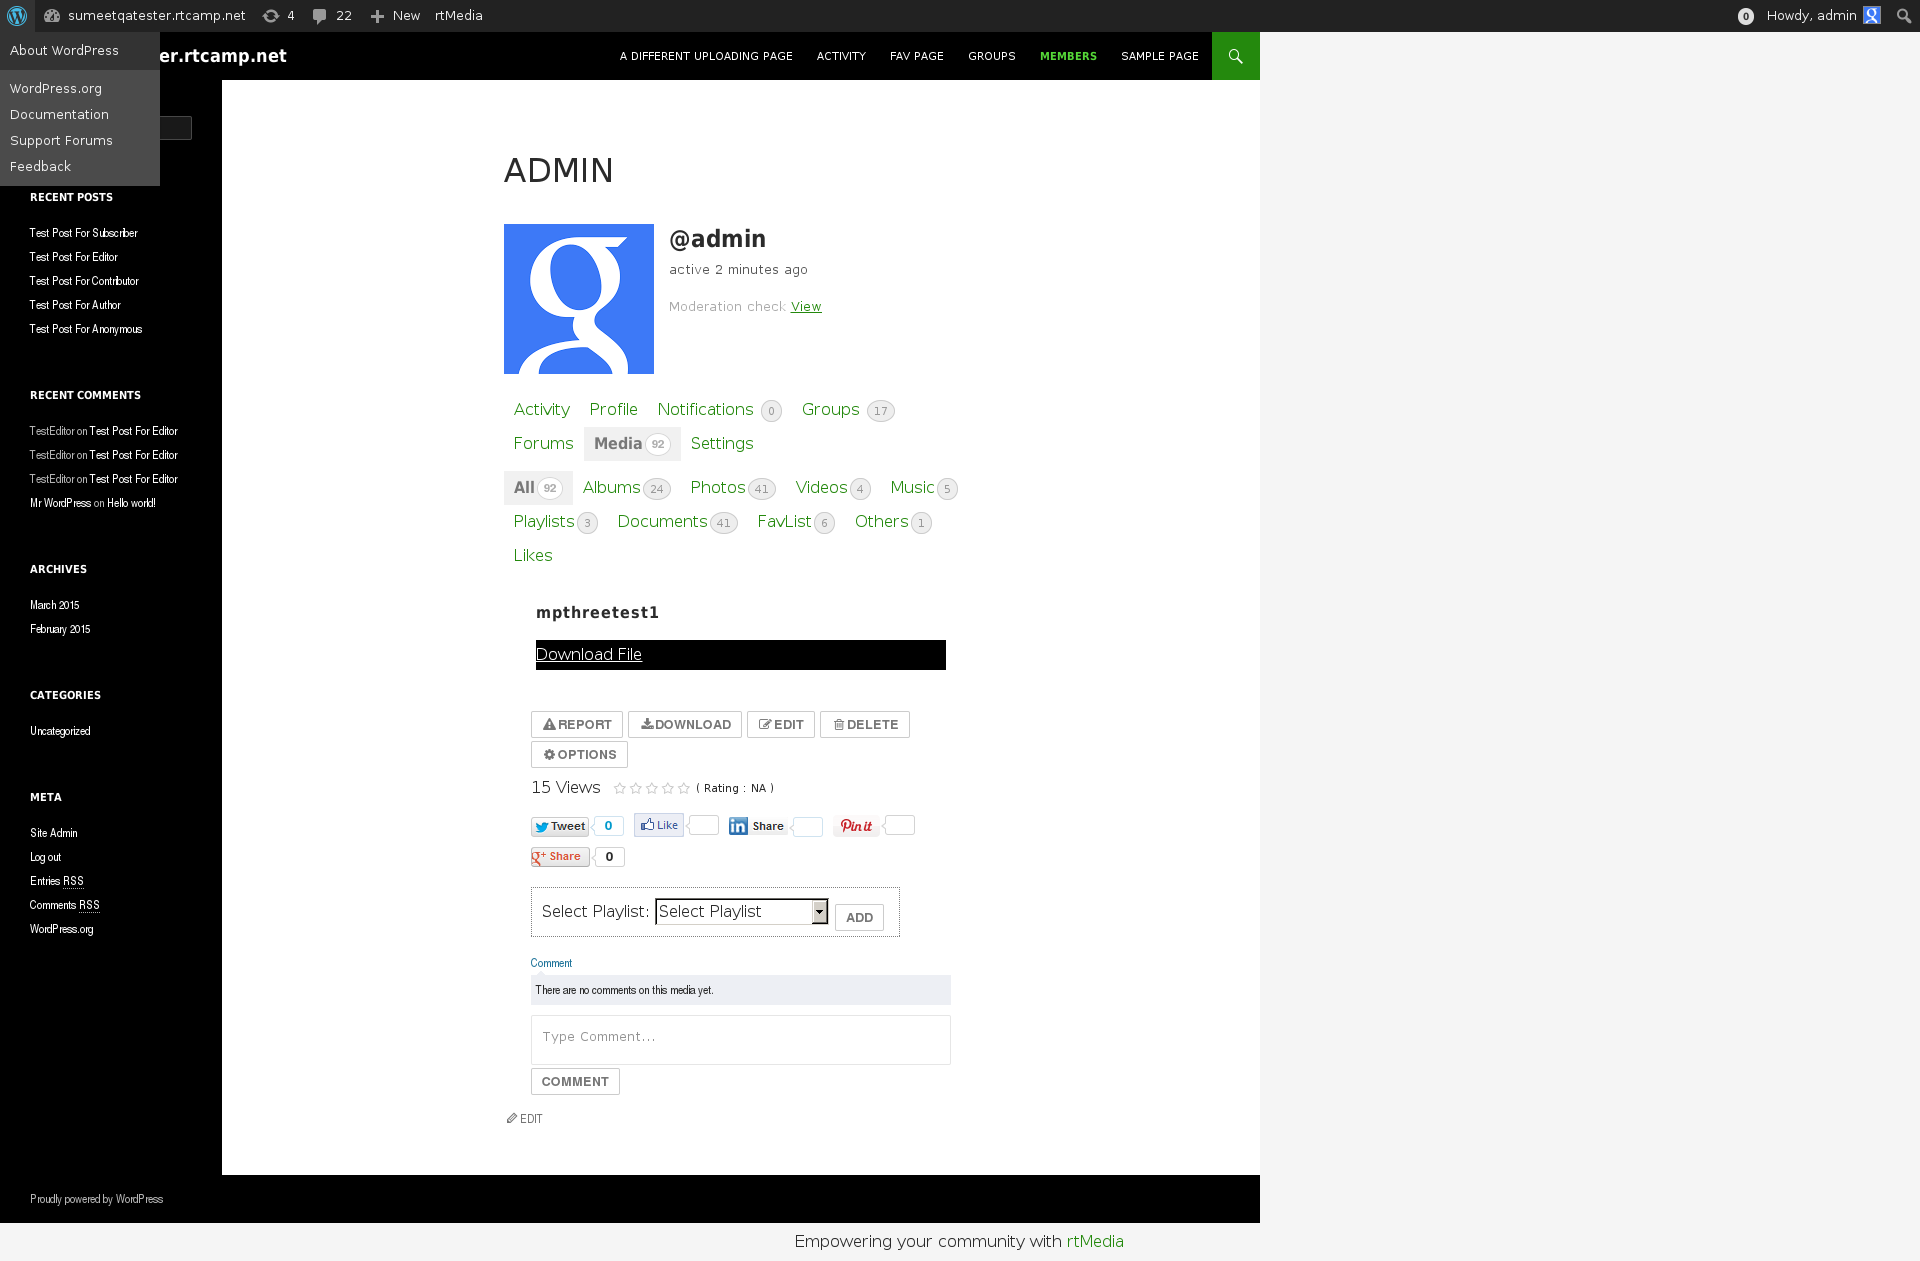 sumeetqatester.rtcamp.net 4 22 New rtMedia 0 Howdy, admin
About WordPress
WordPress.org
Documentation
Support Forums
Feedback
er.rtcamp.net
A DIFFERENT UPLOADING PAGE ACTIVITY FAV PAGE GROUPS MEMBERS SAMPLE PAGE
RECENT POSTS
Test Post For Subscriber
Test Post For Editor
Test Post For Contributor
Test Post For Author
Test Post For Anonymous
RECENT COMMENTS
TestEditor on Test Post For Editor
TestEditor on Test Post For Editor
TestEditor on Test Post For Editor
Mr WordPress on Hello world!
ARCHIVES
March 2015
February 2015
CATEGORIES
Uncategorized
META
Site Admin
Log out
Entries RSS
Comments RSS
WordPress.org
ADMIN
@admin
active 2 minutes ago
Moderation check View
Activity Profile Notifications 0 Groups 17
Forums Media 92 Settings
All 92 Albums 24 Photos 41 Videos 4 Music 5
Playlists 3 Documents 41 FavList 6 Others 1
Likes
mpthreetest1
Download File
REPORT DOWNLOAD EDIT DELETE
OPTIONS
15 Views ( Rating : NA )
Tweet 0 Like in Share Pin it
g+ Share 0
Select Playlist: Select Playlist ADD
Comment
There are no comments on this media yet.
Type Comment...
COMMENT
EDIT
Proudly powered by WordPress
Empowering your community with rtMedia